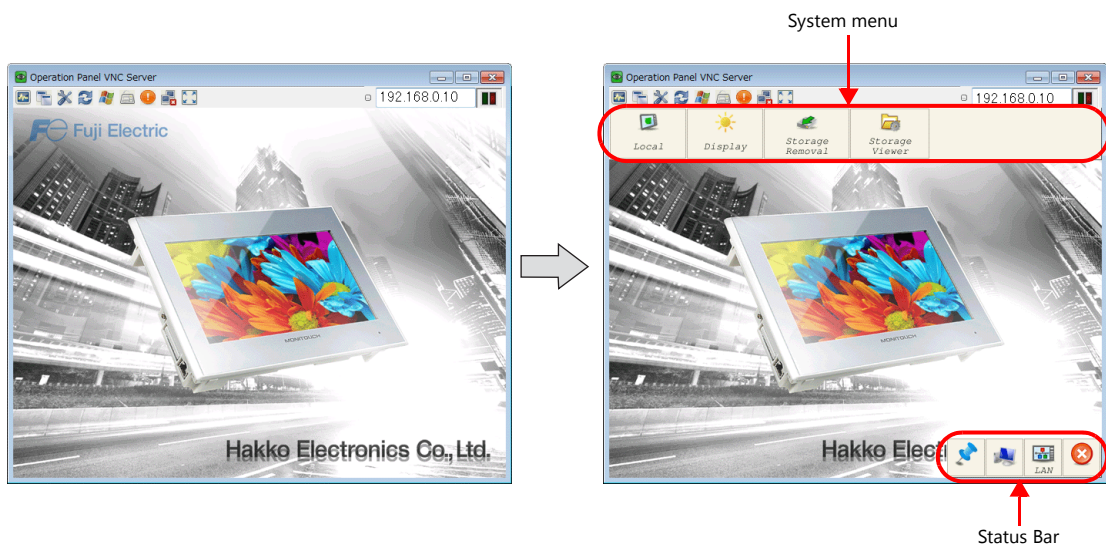 System menu
Operation Panel VNC Server
192.168.0.10
Fuji Electric
MONITOUCH
Hakko Electronics Co., Ltd.
Operation Panel VNC Server
192.168.0.10
Local
Display
Storage
Removal
Storage
Viewer
MONITOUCH
Hakko Elect
LAN
Status Bar